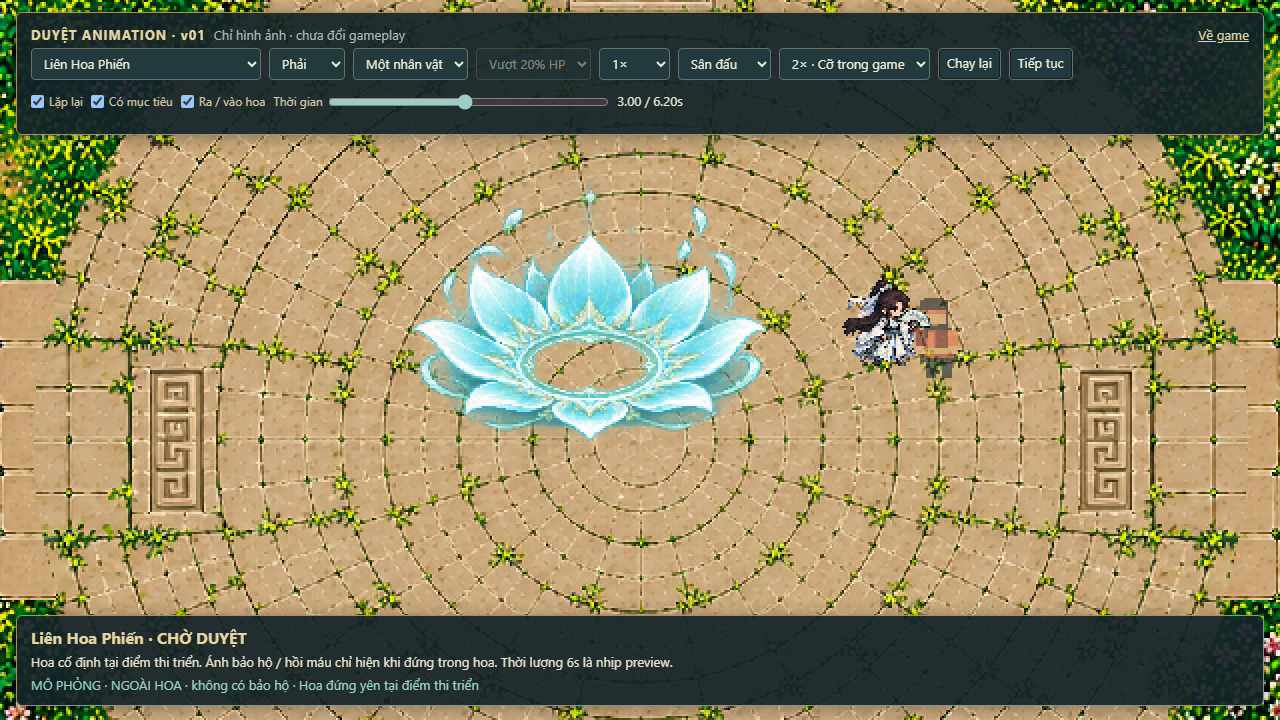 DUYỆT ANIMATION · v01 Chỉ hình ảnh · chưa đổi gameplay Về game
Liên Hoa Phiến Phải Một nhân vật Vượt 20% HP 1× Sân đấu 2× · Cỡ trong game Chạy lại Tiếp tục
Lặp lại Có mục tiêu Ra / vào hoa Thời gian 3.00 / 6.20s
Liên Hoa Phiến · CHỜ DUYỆT
Hoa cố định tại điểm thi triển. Ánh bảo hộ / hồi máu chỉ hiện khi đứng trong hoa. Thời lượng 6s là nhịp preview.
MÔ PHỎNG · NGOÀI HOA · không có bảo hộ · Hoa đứng yên tại điểm thi triển